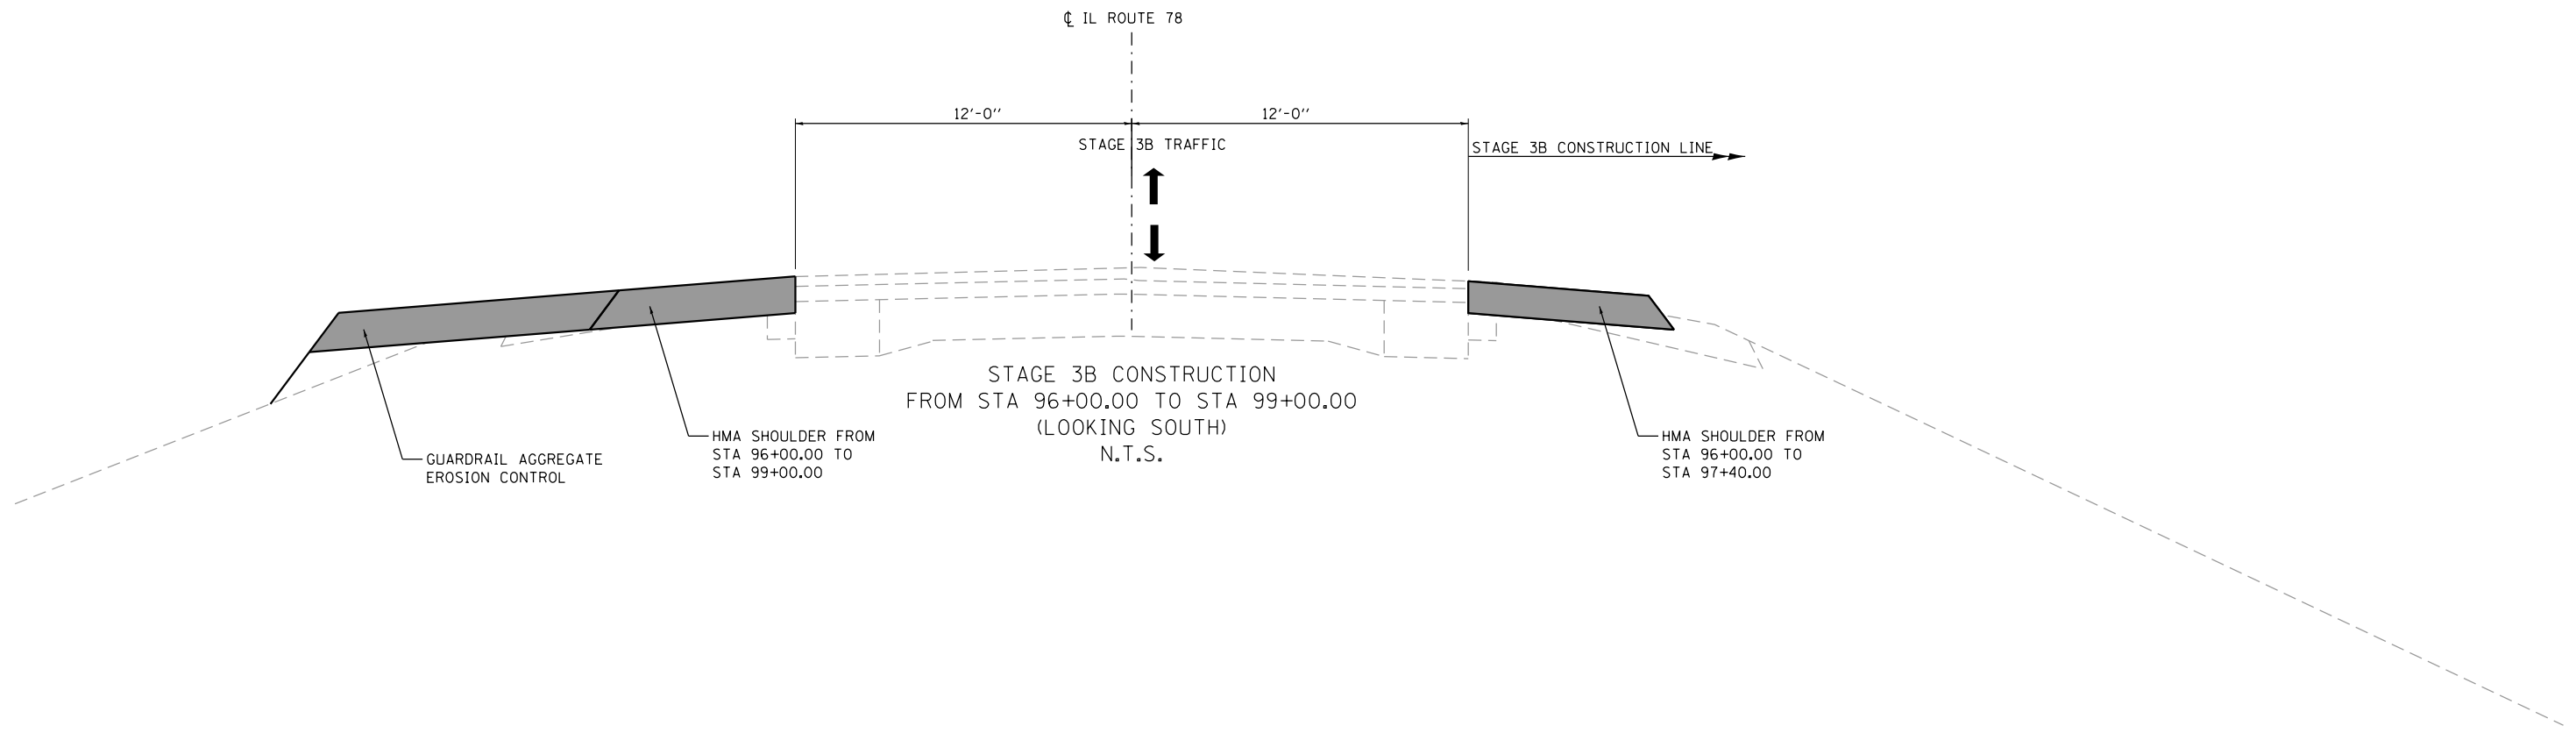 ℄ IL ROUTE 78
12'-0''
12'-0''
STAGE 3B TRAFFIC
STAGE 3B CONSTRUCTION LINE
STAGE 3B CONSTRUCTION
FROM STA 96+00.00 TO STA 99+00.00
(LOOKING SOUTH)
N.T.S.
GUARDRAIL AGGREGATE
EROSION CONTROL
HMA SHOULDER FROM
STA 96+00.00 TO
STA 99+00.00
HMA SHOULDER FROM
STA 96+00.00 TO
STA 97+40.00